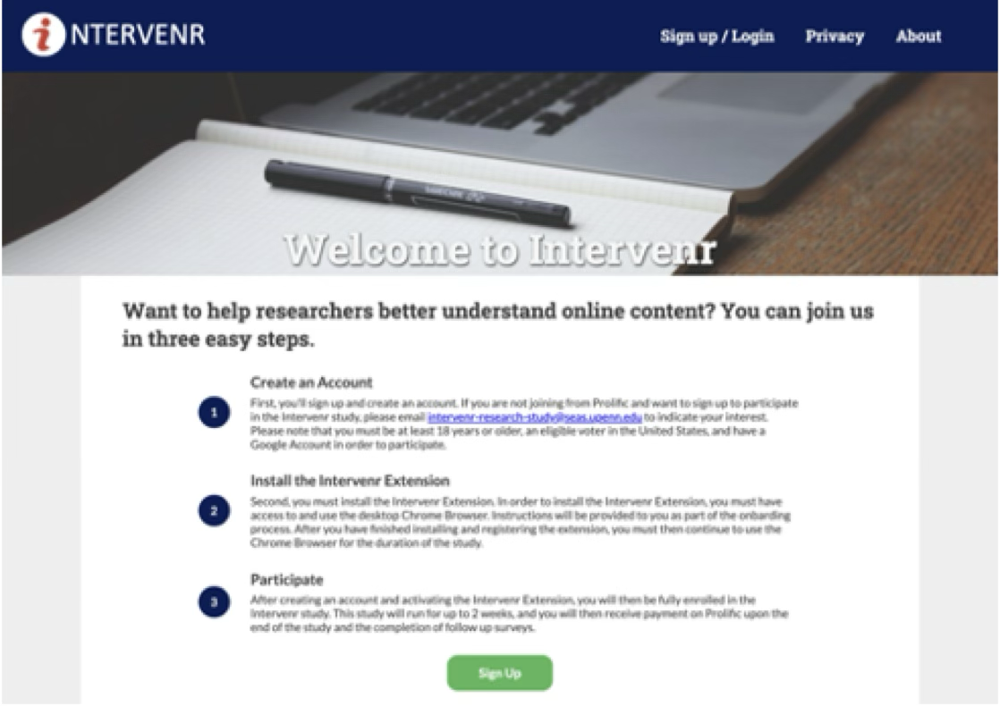 iNTERVENR
Sign up / Login Privacy About
Welcome to Intervenr
Want to help researchers better understand online content? You can join us
in three easy steps.
Create an Account
1
First, you'll sign up and create an account. If you are not joining from Prolific and want to sign up to participate
in the Intervenr study, please email intervenr-research-study@seas.upenn.edu to indicate your interest.
Please note that you must be at least 18 years or older, an eligible voter in the United States, and have a
Google Account in order to participate.
Install the Intervenr Extension
2
Second, you must install the Intervenr Extension. In order to install the Intervenr Extension, you must have
access to and use the desktop Chrome Browser. Instructions will be provided to you as part of the onbarding
process. After you have finished installing and registering the extension, you must then continue to use the
Chrome Browser for the duration of the study.
Participate
3
After creating an account and activating the Intervenr Extension, you will then be fully enrolled in the
Intervenr study. This study will run for up to 2 weeks, and you will then receive payment on Prolific upon the
end of the study and the completion of follow up surveys.
Sign Up